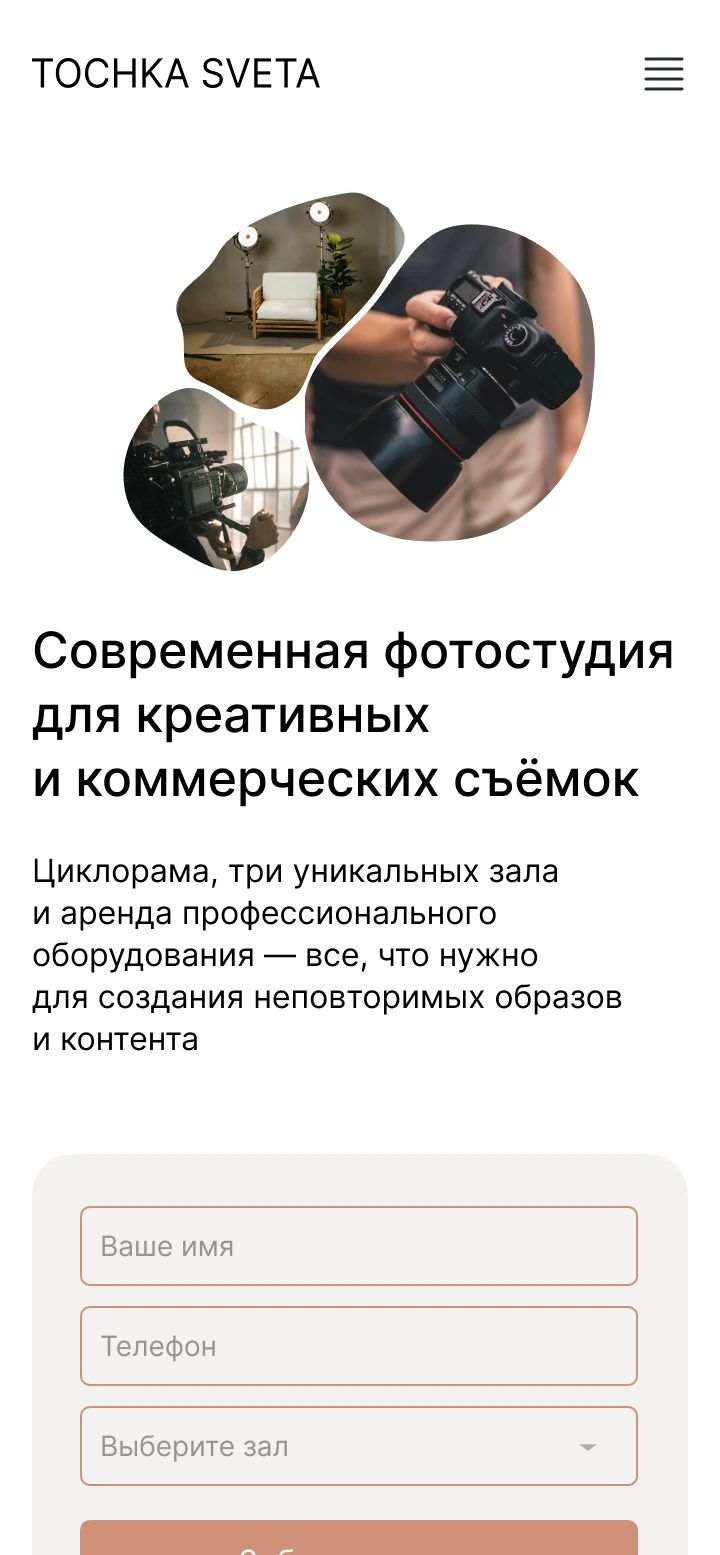 TOCHKA SVETA
Современная фотостудия
для креативных
и коммерческих съёмок
Циклорама, три уникальных зала
и аренда профессионального
оборудования — все, что нужно
для создания неповторимых образов
и контента
Ваше имя
Телефон
Выберите зал